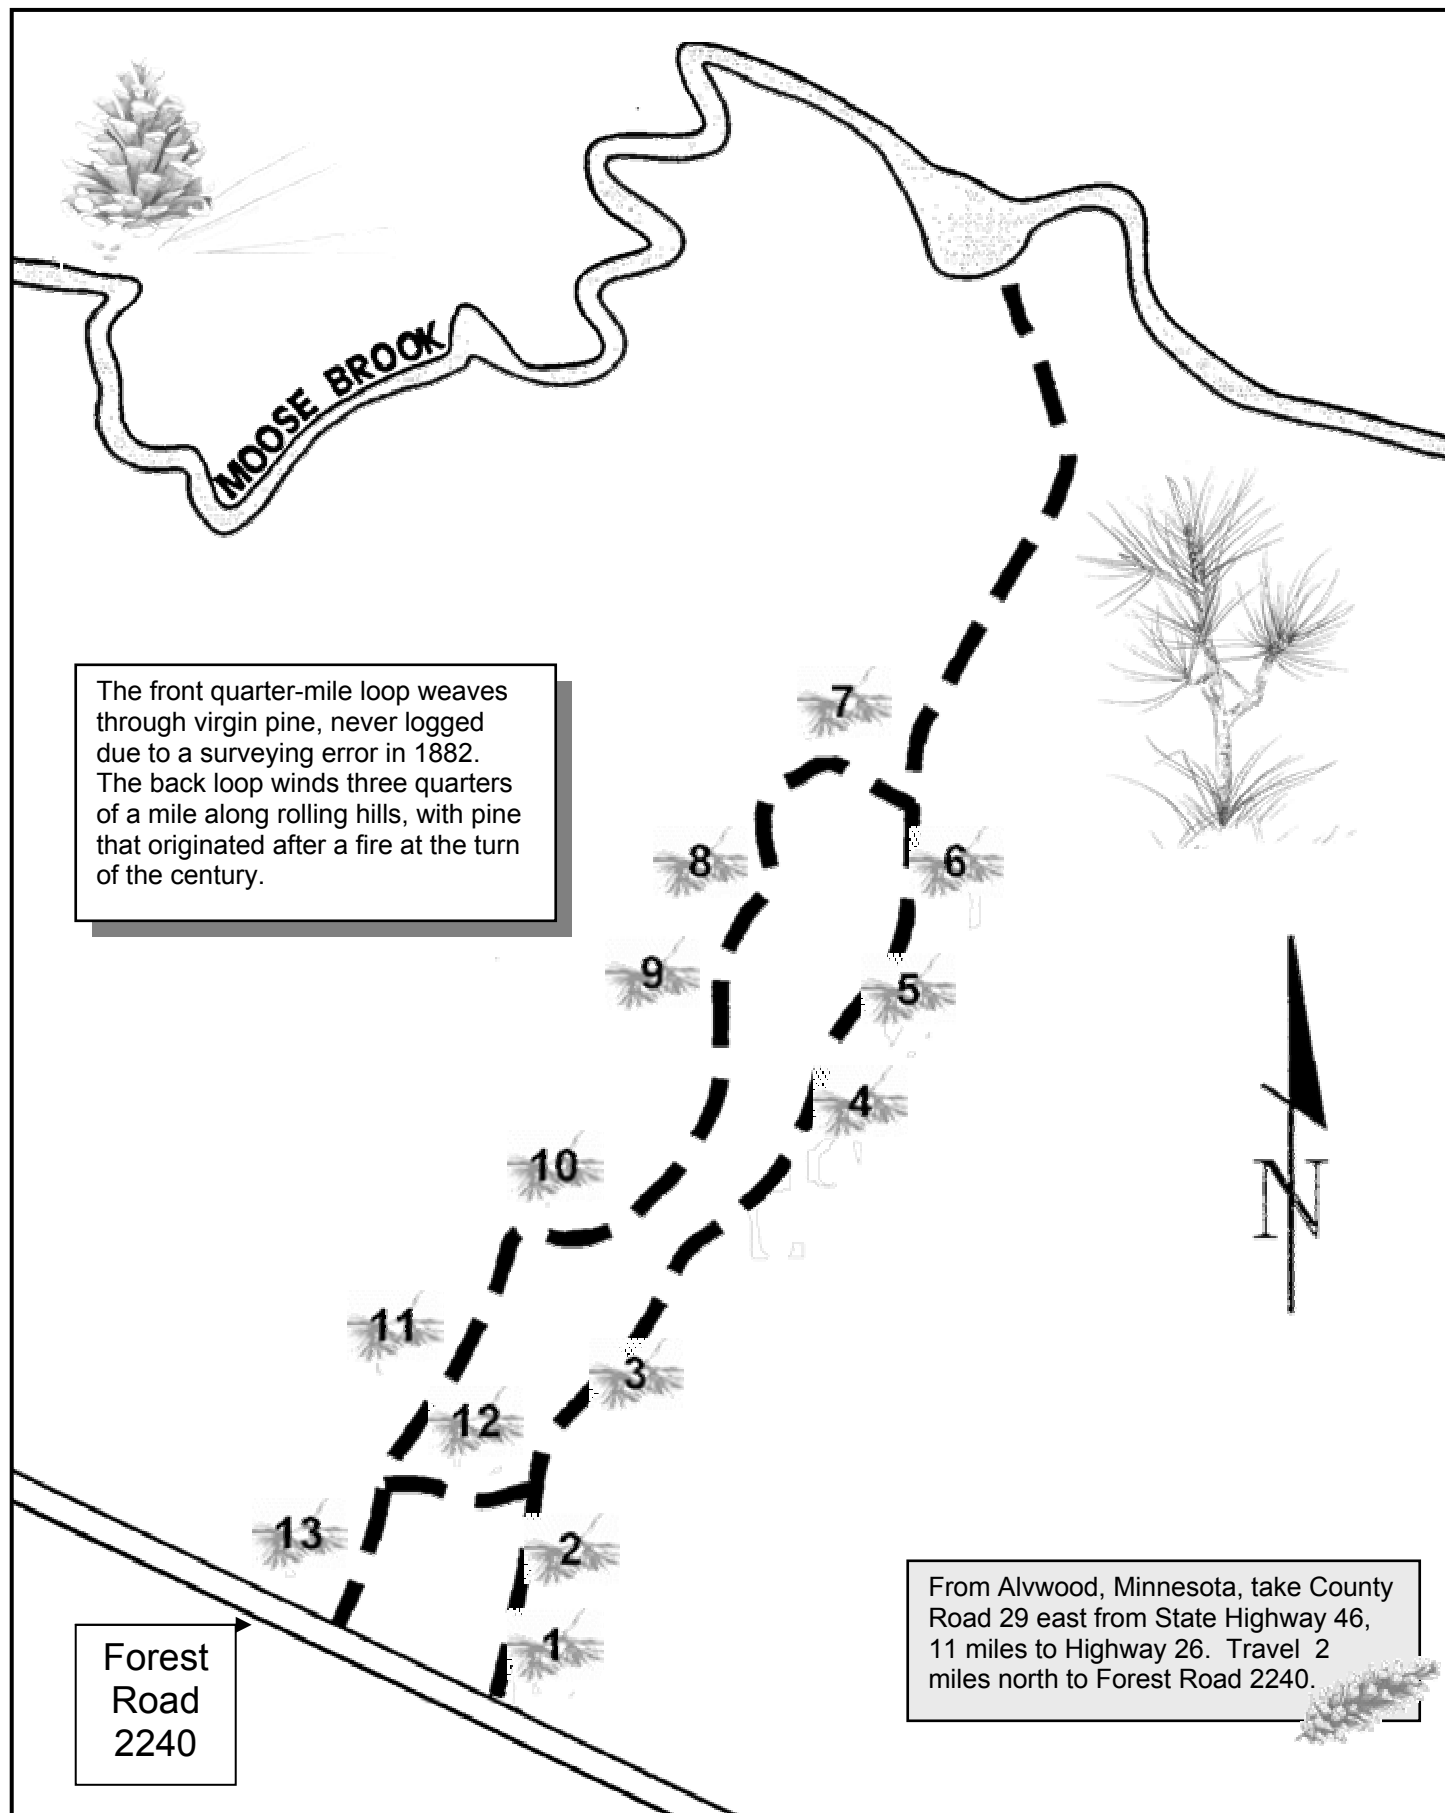 MOOSE BROOK
The front quarter-mile loop weaves
through virgin pine, never logged
due to a surveying error in 1882.
The back loop winds three quarters
of a mile along rolling hills, with pine
that originated after a fire at the turn
of the century.
7
8
6
9
5
4
10
N
11
3
12
13
2
1
Forest
Road
2240
From Alvwood, Minnesota, take County
Road 29 east from State Highway 46,
11 miles to Highway 26.  Travel  2
miles north to Forest Road 2240.